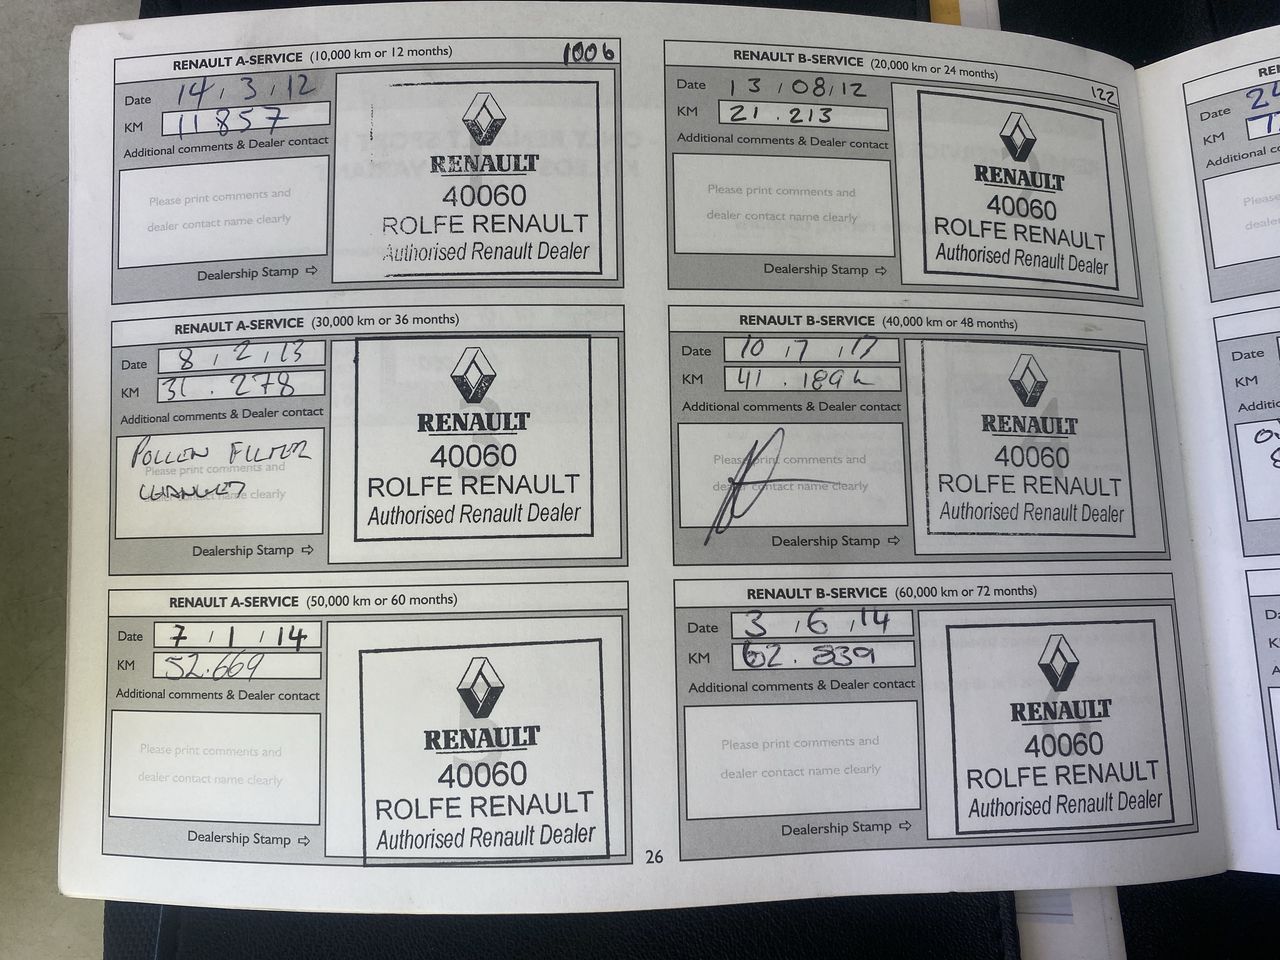 RENAULT A-SERVICE (10,000 km or 12 months) 1006
Date 14 / 3 / 12
KM 11857
Additional comments & Dealer contact
Please print comments and
dealer contact name clearly
Dealership Stamp ⇨
RENAULT
40060
ROLFE RENAULT
Authorised Renault Dealer
RENAULT B-SERVICE (20,000 km or 24 months)
122
Date 13 / 08 / 12
KM 21.213
Additional comments & Dealer contact
Please print comments and
dealer contact name clearly
Dealership Stamp ⇨
RENAULT
40060
ROLFE RENAULT
Authorised Renault Dealer
RENAULT A-SERVICE (30,000 km or 36 months)
Date 8 / 2 / 13
KM 31.278
Additional comments & Dealer contact
POLLEN FILTER
Please print comments and
CHANGED
dealer contact name clearly
Dealership Stamp ⇨
3
RENAULT
40060
ROLFE RENAULT
Authorised Renault Dealer
RENAULT B-SERVICE (40,000 km or 48 months)
Date 10 / 7 /
KM 41.189
Additional comments & Dealer contact
Please print comments and
dealer contact name clearly
Dealership Stamp ⇨
4
RENAULT
40060
ROLFE RENAULT
Authorised Renault Dealer
RENAULT A-SERVICE (50,000 km or 60 months)
Date 7 / 1 / 14
KM 52.669
Additional comments & Dealer contact
Please print comments and
dealer contact name clearly
Dealership Stamp ⇨
5
RENAULT
40060
ROLFE RENAULT
Authorised Renault Dealer
RENAULT B-SERVICE (60,000 km or 72 months)
Date 3 / 6 / 14
KM 62.839
Additional comments & Dealer contact
Please print comments and
dealer contact name clearly
Dealership Stamp ⇨
RENAULT
40060
ROLFE RENAULT
Authorised Renault Dealer
26
Date
KM
Date
KM